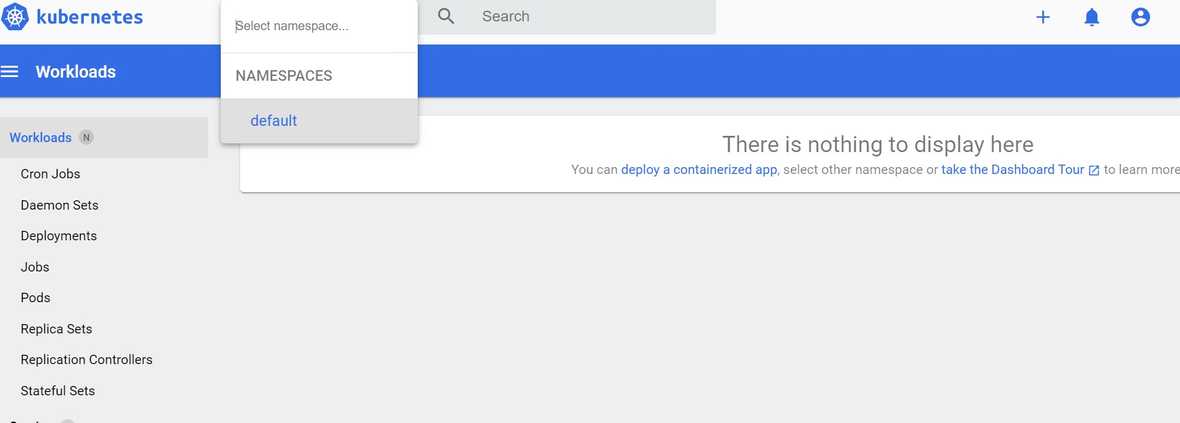 kubernetes
Select namespace...
Search
NAMESPACES
default
Workloads
Workloads N
Cron Jobs
Daemon Sets
Deployments
Jobs
Pods
Replica Sets
Replication Controllers
Stateful Sets
There is nothing to display here
You can deploy a containerized app, select other namespace or take the Dashboard Tour to learn more